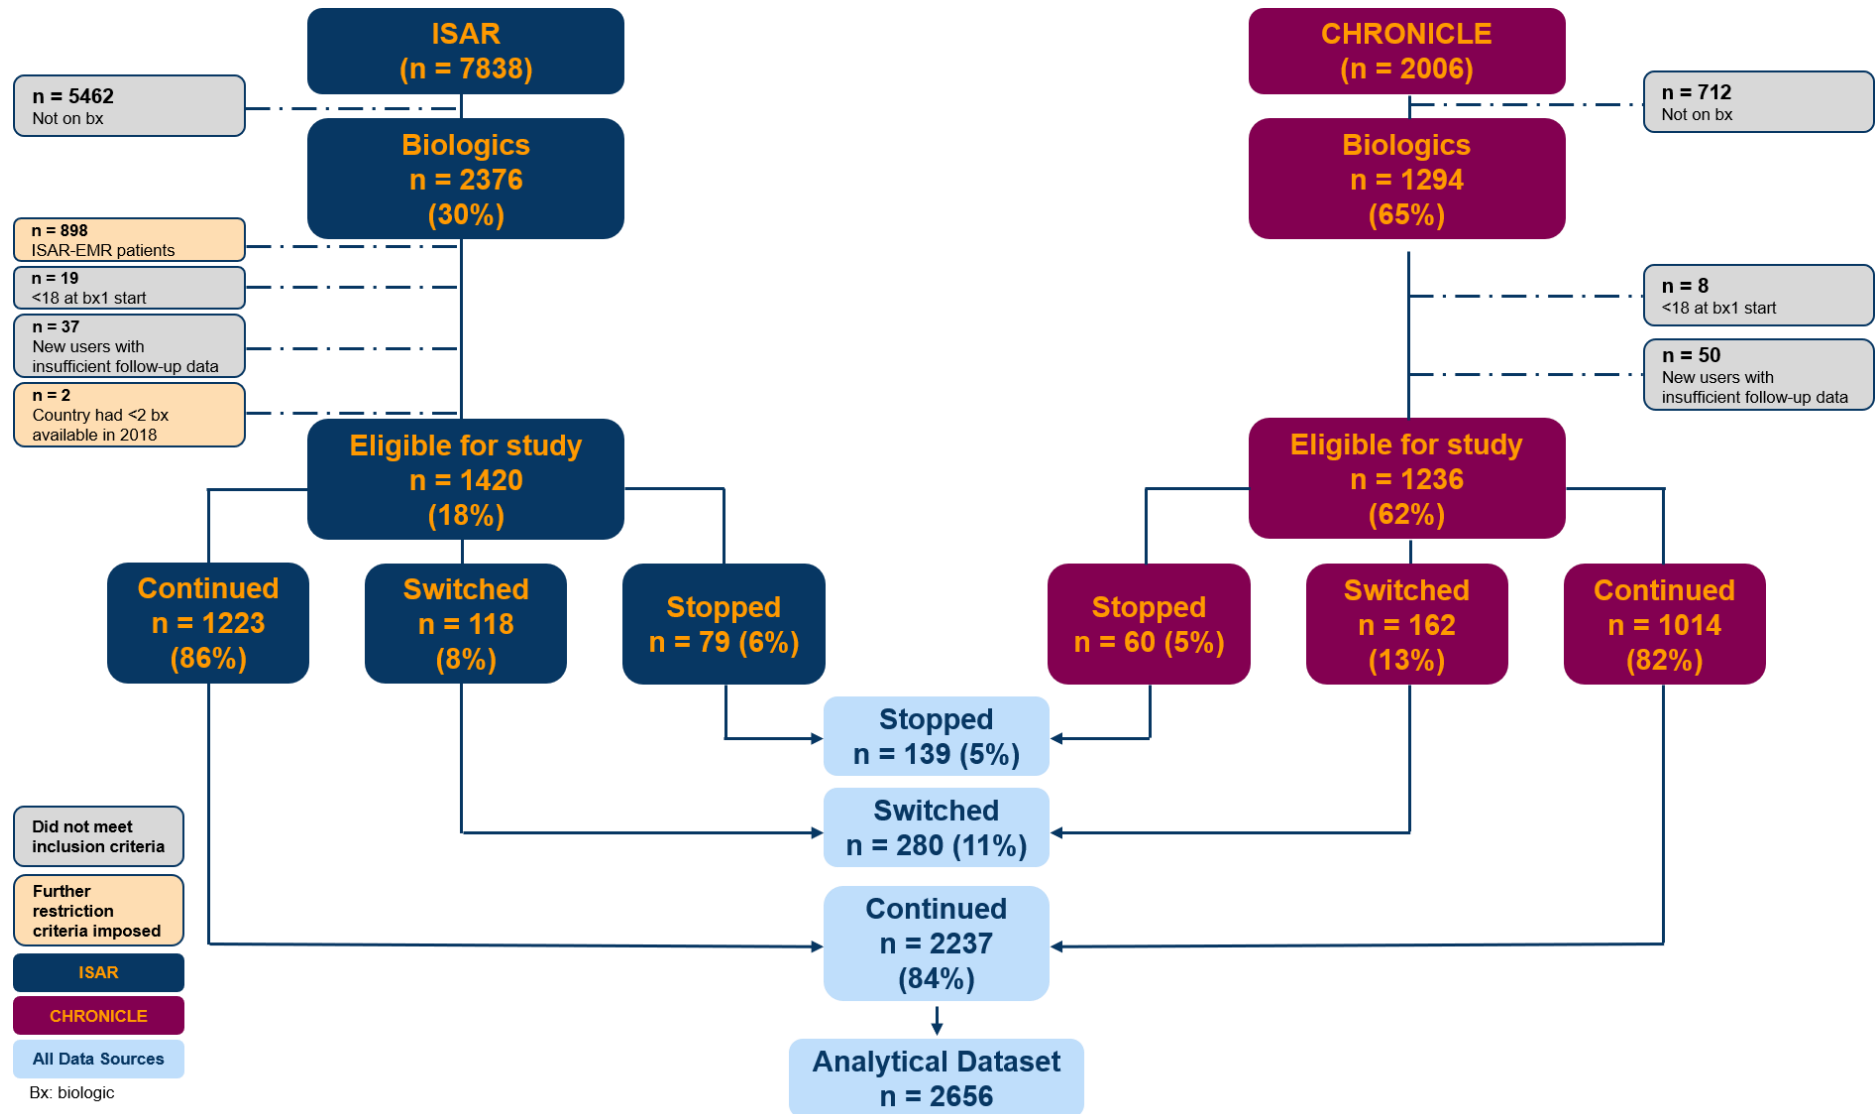 ISAR
(n = 7838)
CHRONICLE
(n = 2006)
n = 5462
Not on bx
n = 712
Not on bx
Biologics
n = 2376
(30%)
Biologics
n = 1294
(65%)
n = 898
ISAR-EMR patients
n = 19
<18 at bx1 start
n = 37
New users with
insufficient follow-up data
n = 2
Country had <2 bx
available in 2018
n = 8
<18 at bx1 start
n = 50
New users with
insufficient follow-up data
Eligible for study
n = 1420
(18%)
Eligible for study
n = 1236
(62%)
Continued
n = 1223
(86%)
Switched
n = 118
(8%)
Stopped
n = 79 (6%)
Stopped
n = 60 (5%)
Switched
n = 162
(13%)
Continued
n = 1014
(82%)
Stopped
n = 139 (5%)
Switched
n = 280 (11%)
Continued
n = 2237
(84%)
Analytical Dataset
n = 2656
Did not meet
inclusion criteria
Further
restriction
criteria imposed
ISAR
CHRONICLE
All Data Sources
Bx: biologic